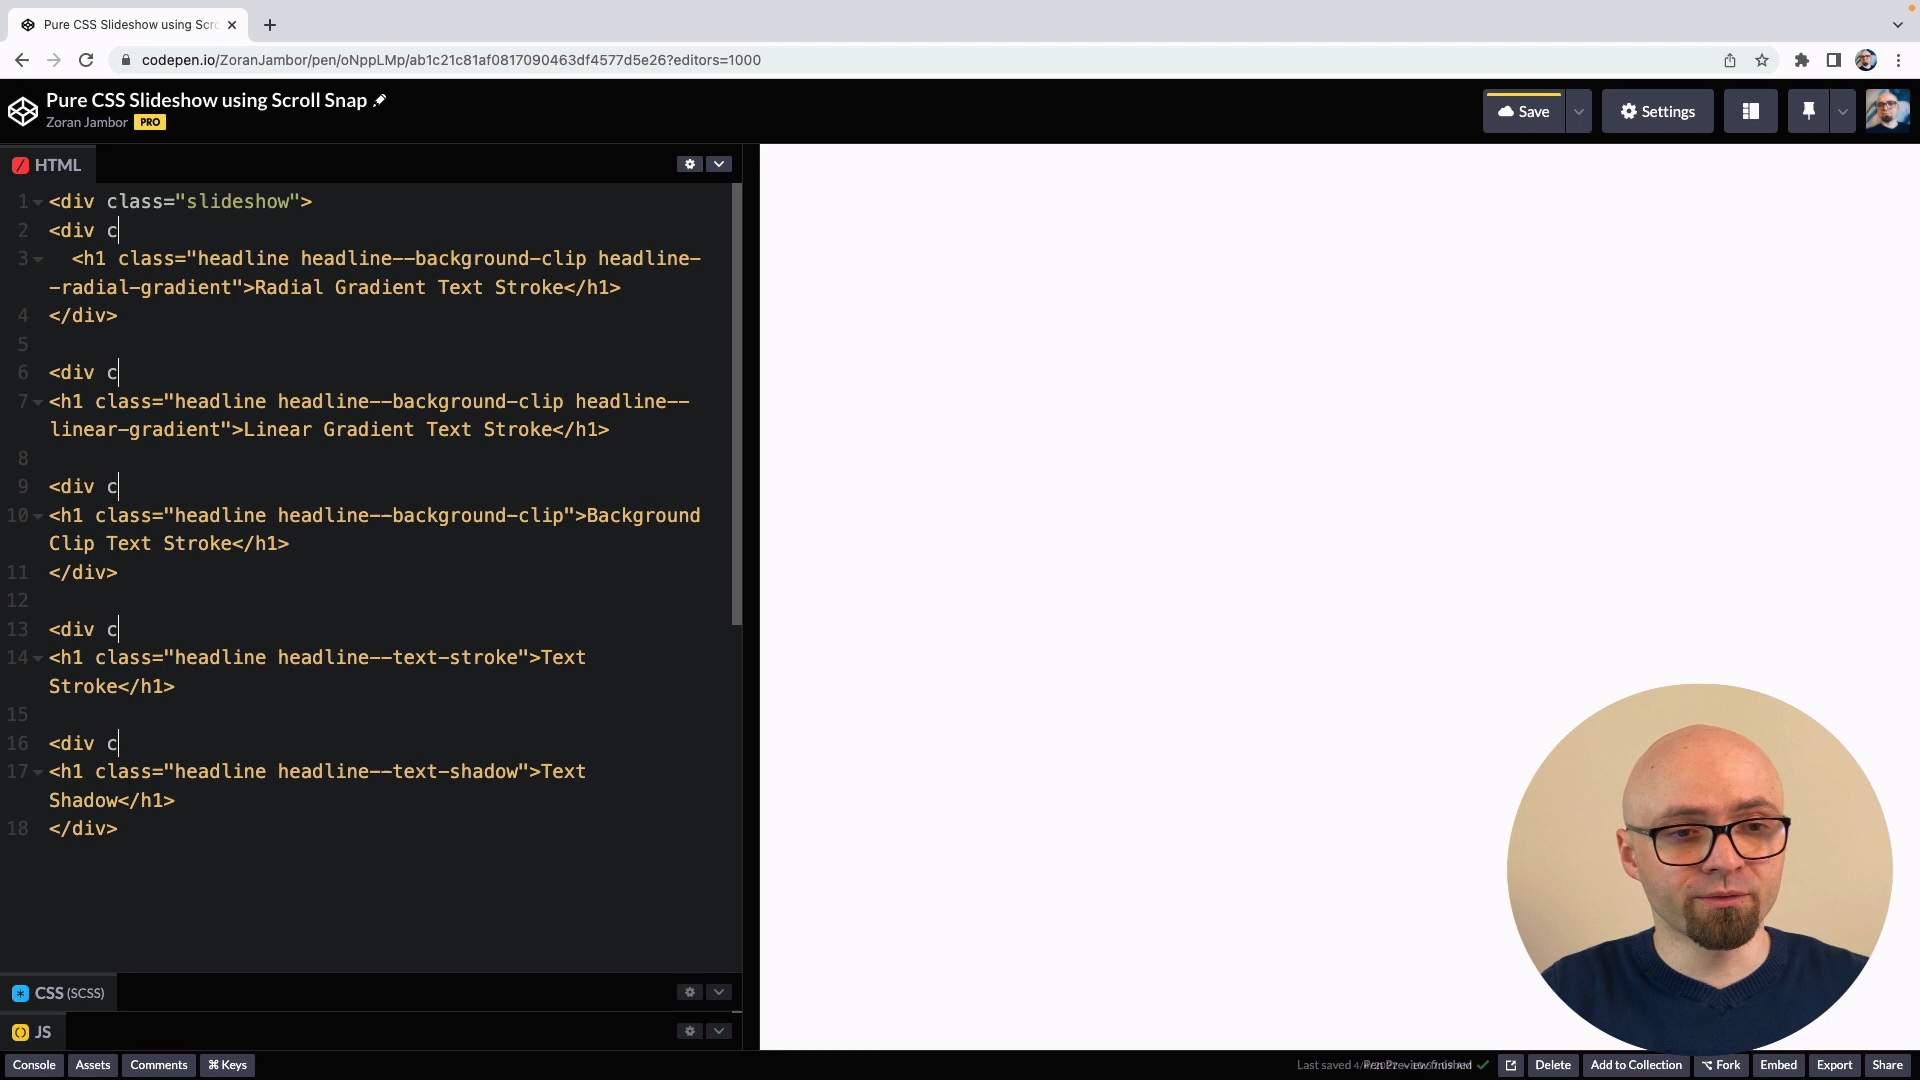 Pure CSS Slideshow using Scro
codepen.io/ZoranJambor/pen/oNppLMp/ab1c21c81af0817090463df4577d5e26?editors=1000
Pure CSS Slideshow using Scroll Snap
Zoran Jambor PRO
Save
Settings
HTML
1 <div class="slideshow">
2 <div c
3 <h1 class="headline headline--background-clip headline-
-radial-gradient">Radial Gradient Text Stroke</h1>
4 </div>
5
6 <div c
7 <h1 class="headline headline--background-clip headline--
linear-gradient">Linear Gradient Text Stroke</h1>
8
9 <div c
10 <h1 class="headline headline--background-clip">Background
Clip Text Stroke</h1>
11 </div>
12
13 <div c
14 <h1 class="headline headline--text-stroke">Text
Stroke</h1>
15
16 <div c
17 <h1 class="headline headline--text-shadow">Text
Shadow</h1>
18 </div>
CSS (SCSS)
JS
Console Assets Comments ⌘ Keys
Last saved
Delete Add to Collection Fork Embed Export Share